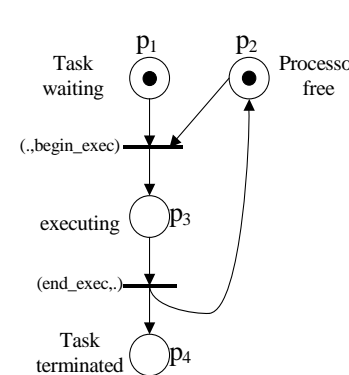 p1
p2
Task
waiting
Processo
free
(.,begin_exec)
executing
p3
(end_exec,.)
Task
terminated
p4